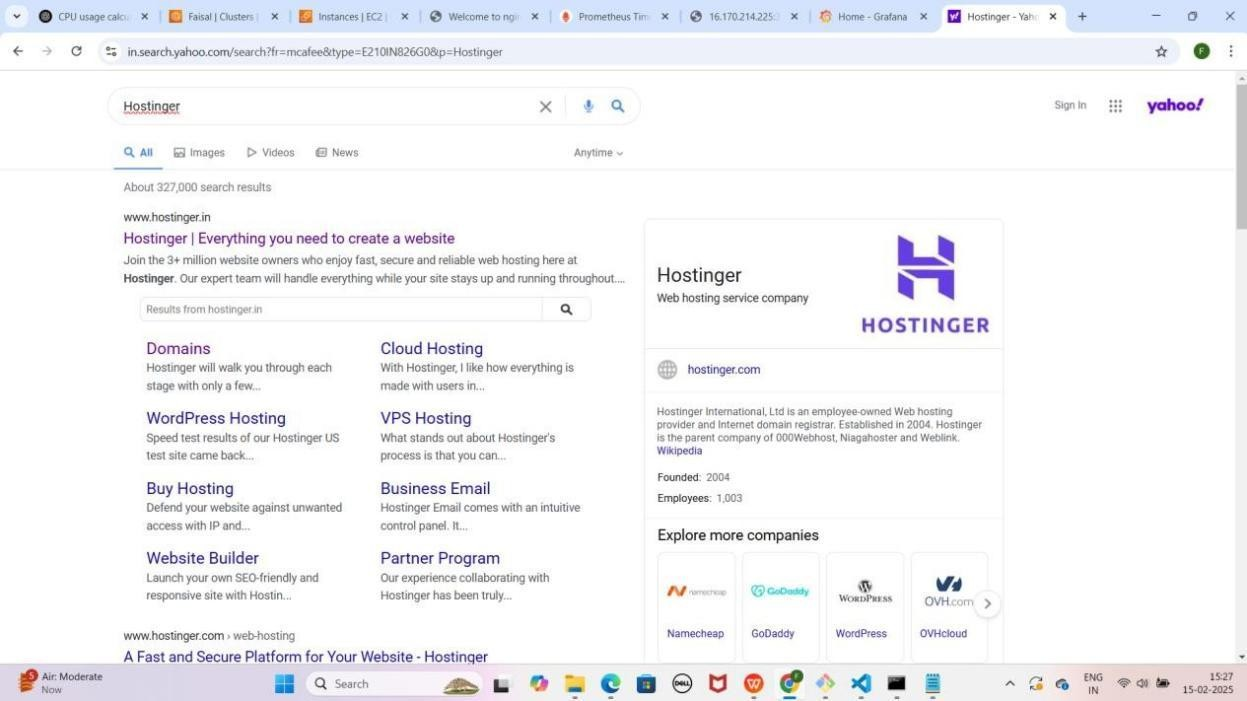 CPU usage calcu
Faisal | Clusters |
Instances | EC2 |
Welcome to ngin
Prometheus Tim
16.170.214.225:3
Home - Grafana
Hostinger - Yaho
in.search.yahoo.com/search?fr=mcafee&type=E210IN826G0&p=Hostinger
F
Hostinger
Sign In
yahoo!
All
Images
Videos
News
Anytime
About 327,000 search results
www.hostinger.in
Hostinger | Everything you need to create a website
Join the 3+ million website owners who enjoy fast, secure and reliable web hosting here at
Hostinger. Our expert team will handle everything while your site stays up and running throughout....
Results from hostinger.in
Domains
Hostinger will walk you through each
stage with only a few...
Cloud Hosting
With Hostinger, I like how everything is
made with users in...
WordPress Hosting
Speed test results of our Hostinger US
test site came back...
VPS Hosting
What stands out about Hostinger's
process is that you can...
Buy Hosting
Defend your website against unwanted
access with IP and...
Business Email
Hostinger Email comes with an intuitive
control panel. It...
Website Builder
Launch your own SEO-friendly and
responsive site with Hostin...
Partner Program
Our experience collaborating with
Hostinger has been truly...
www.hostinger.com › web-hosting
A Fast and Secure Platform for Your Website - Hostinger
Hostinger
Web hosting service company
HOSTINGER
hostinger.com
Hostinger International, Ltd is an employee-owned Web hosting
provider and Internet domain registrar. Established in 2004. Hostinger
is the parent company of 000Webhost, Niagahoster and Weblink.
Wikipedia
Founded: 2004
Employees: 1,003
Explore more companies
namecheap
GoDaddy
WORDPRESS
OVH.com
Namecheap
GoDaddy
WordPress
OVHcloud
5
Air: Moderate
Now
Search
DELL
F
ENG
IN
15:27
15-02-2025